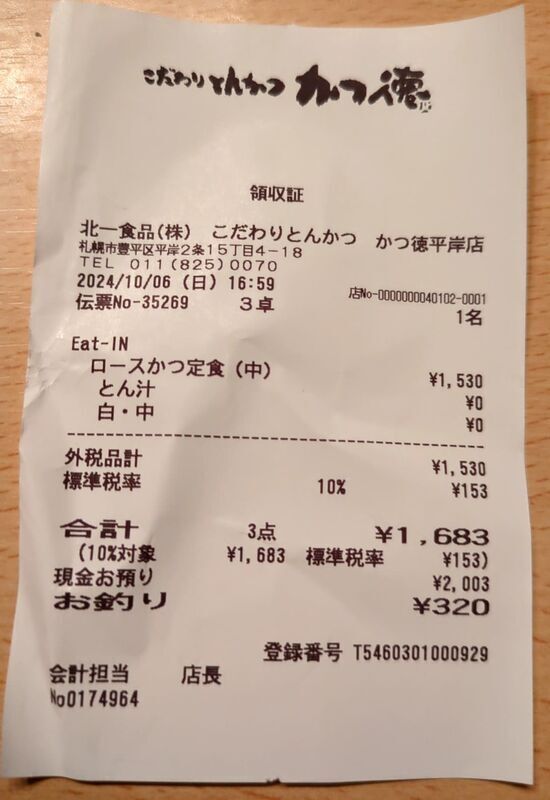 こだわりとんかつ かつ徳
領収証
北一食品(株) こだわりとんかつ かつ徳平岸店
札幌市豊平区平岸2条15丁目4-18
TEL 011(825)0070
2024/10/06 (日) 16:59
店No-0000000040102-0001
伝票No-35269 3卓
1名
Eat-IN
ロースかつ定食(中) ¥1,530
とん汁 ¥0
白・中 ¥0
外税品計 ¥1,530
標準税率 10% ¥153
合計 3点 ¥1,683
(10%対象 ¥1,683 標準税率 ¥153)
現金お預り ¥2,003
お釣り ¥320
登録番号 T5460301000929
会計担当 店長
No0174964